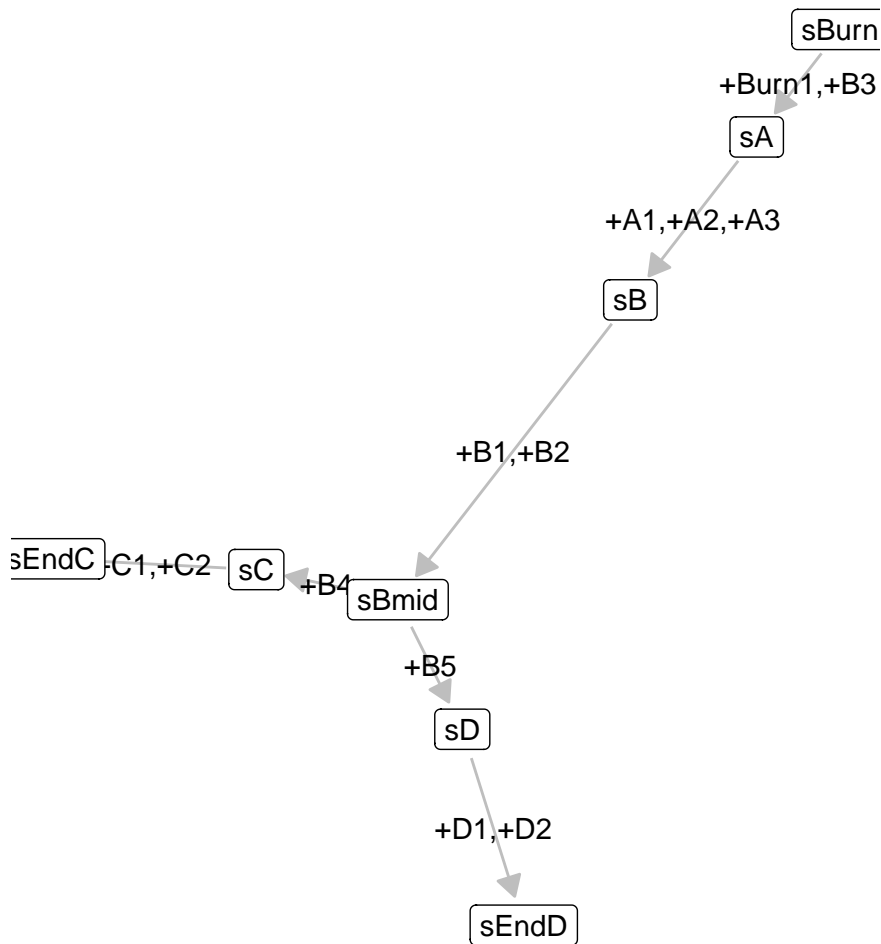 sBurn
+Burn1,+B3
sA
+A1,+A2,+A3
sB
+B1,+B2
sEndC
-C1,+C2
sC
+B4
sBmid
+B5
sD
+D1,+D2
sEndD